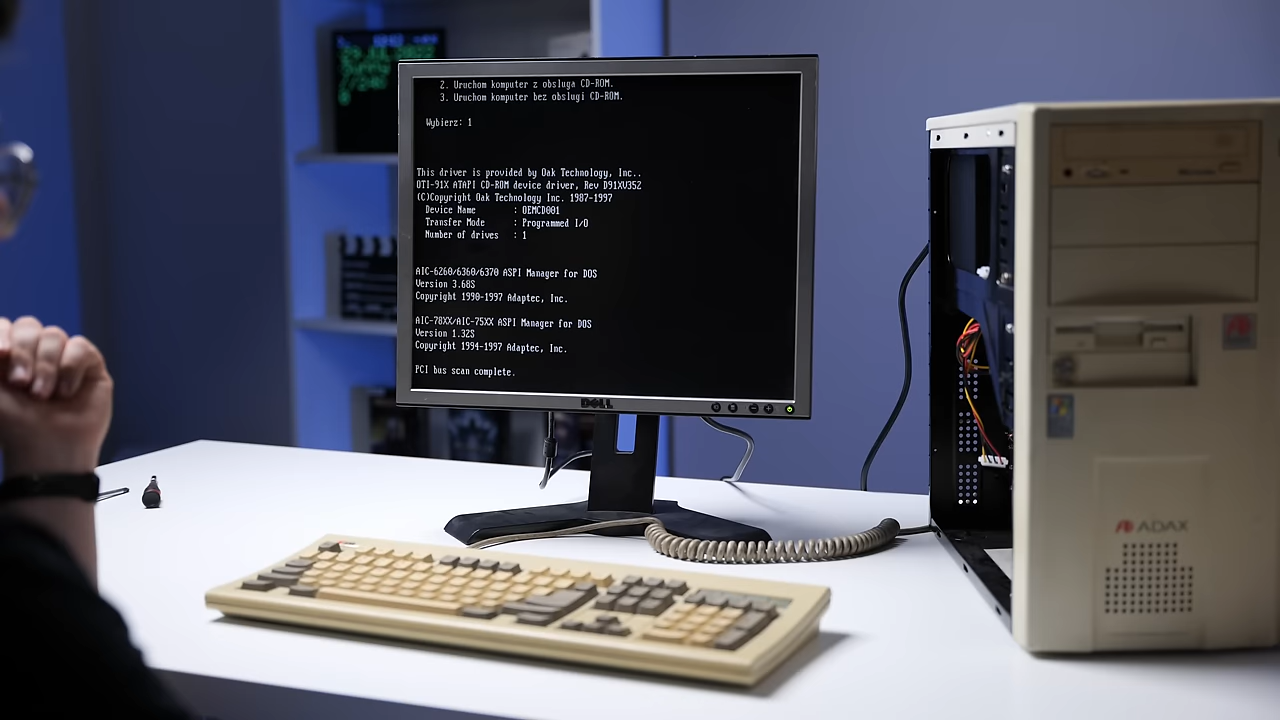 2. Uruchom komputer z obsluga CD-ROM.
3. Uruchom komputer bez obslugi CD-ROM.
Wybierz: 1
This driver is provided by Oak Technology, Inc..
OTI-91X ATAPI CD-ROM device driver, Rev D91XV352
(C)Copyright Oak Technology Inc. 1987-1997
Device Name : OEMCD001
Transfer Mode : Programmed I/O
Number of drives : 1
AIC-6260/6360/6370 ASPI Manager for DOS
Version 3.68S
Copyright 1990-1997 Adaptec, Inc.
AIC-78XX/AIC-75XX ASPI Manager for DOS
Version 1.32S
Copyright 1994-1997 Adaptec, Inc.
PCI bus scan complete.
DELL
ADAX